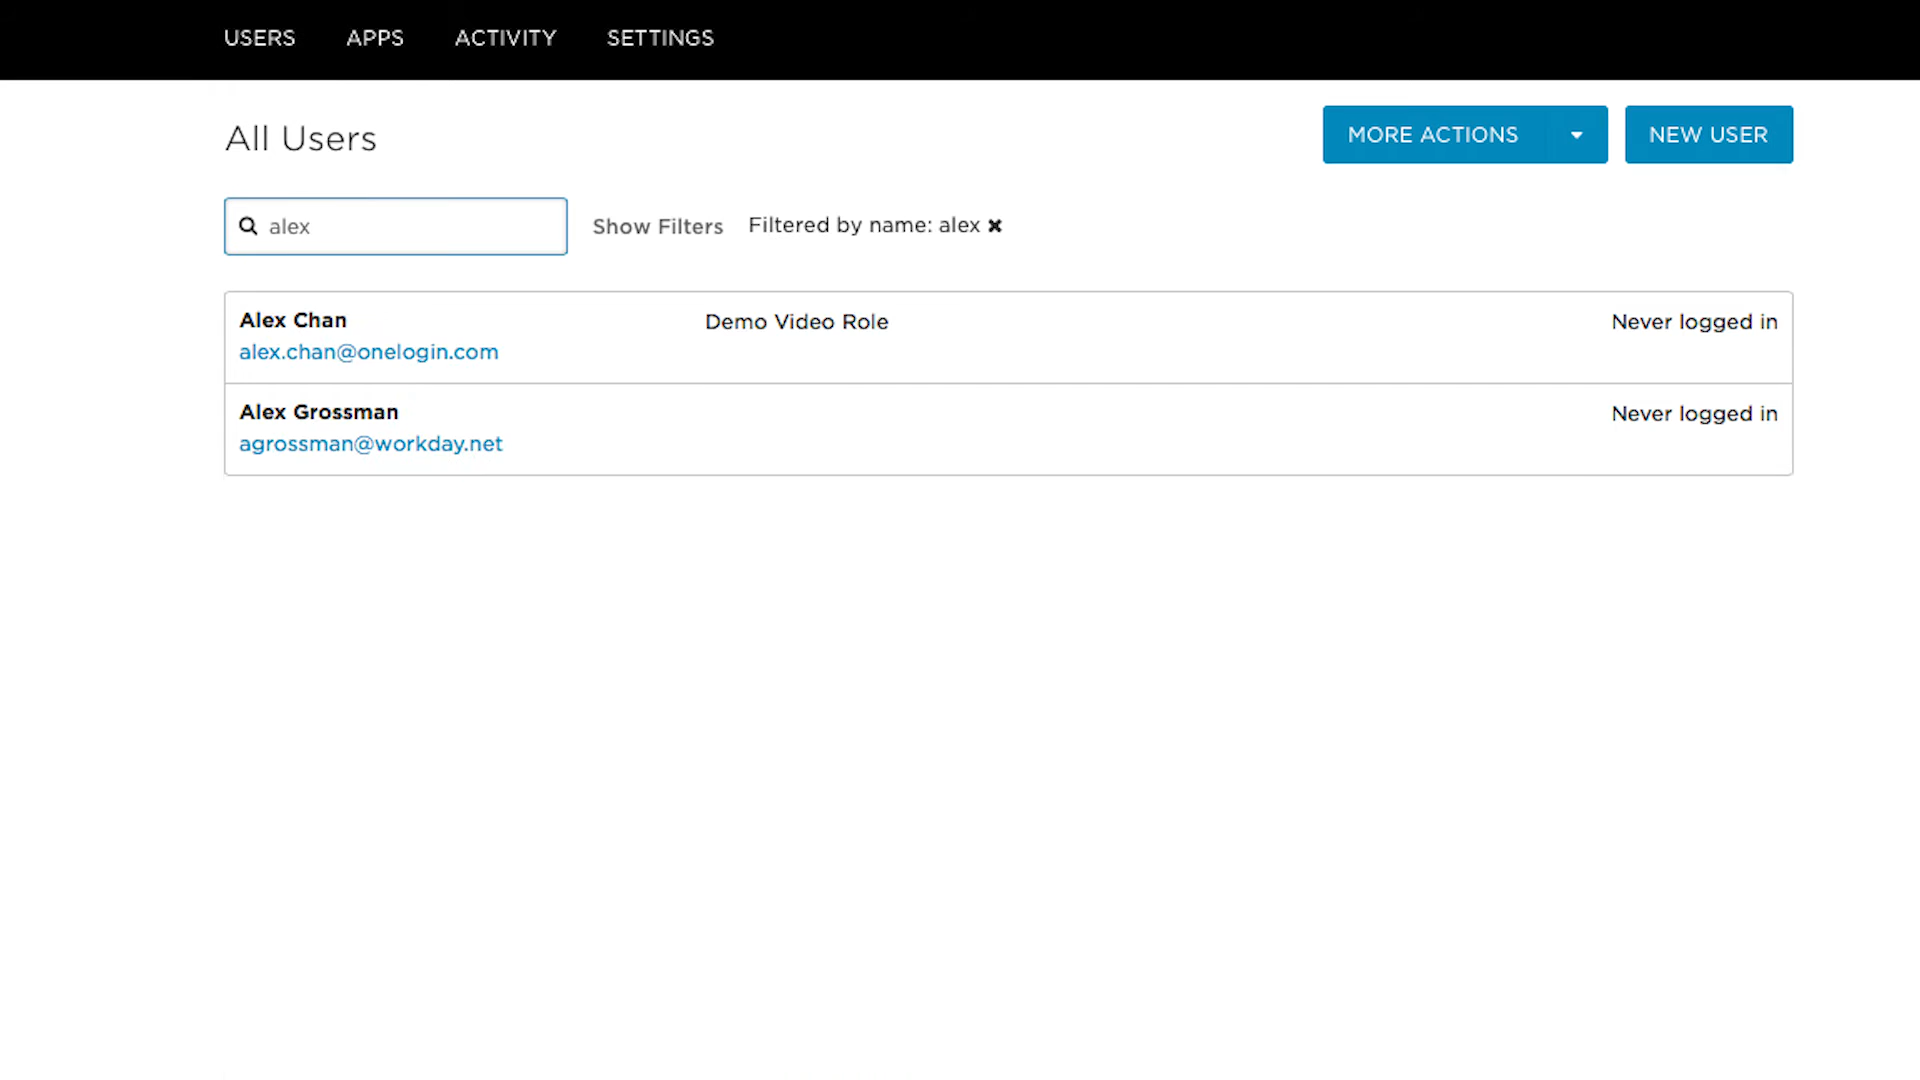 USERS APPS ACTIVITY SETTINGS
All Users
MORE ACTIONS NEW USER
alex Show Filters Filtered by name: alex ✖
Alex Chan Demo Video Role Never logged in
alex.chan@onelogin.com
Alex Grossman Never logged in
agrossman@workday.net